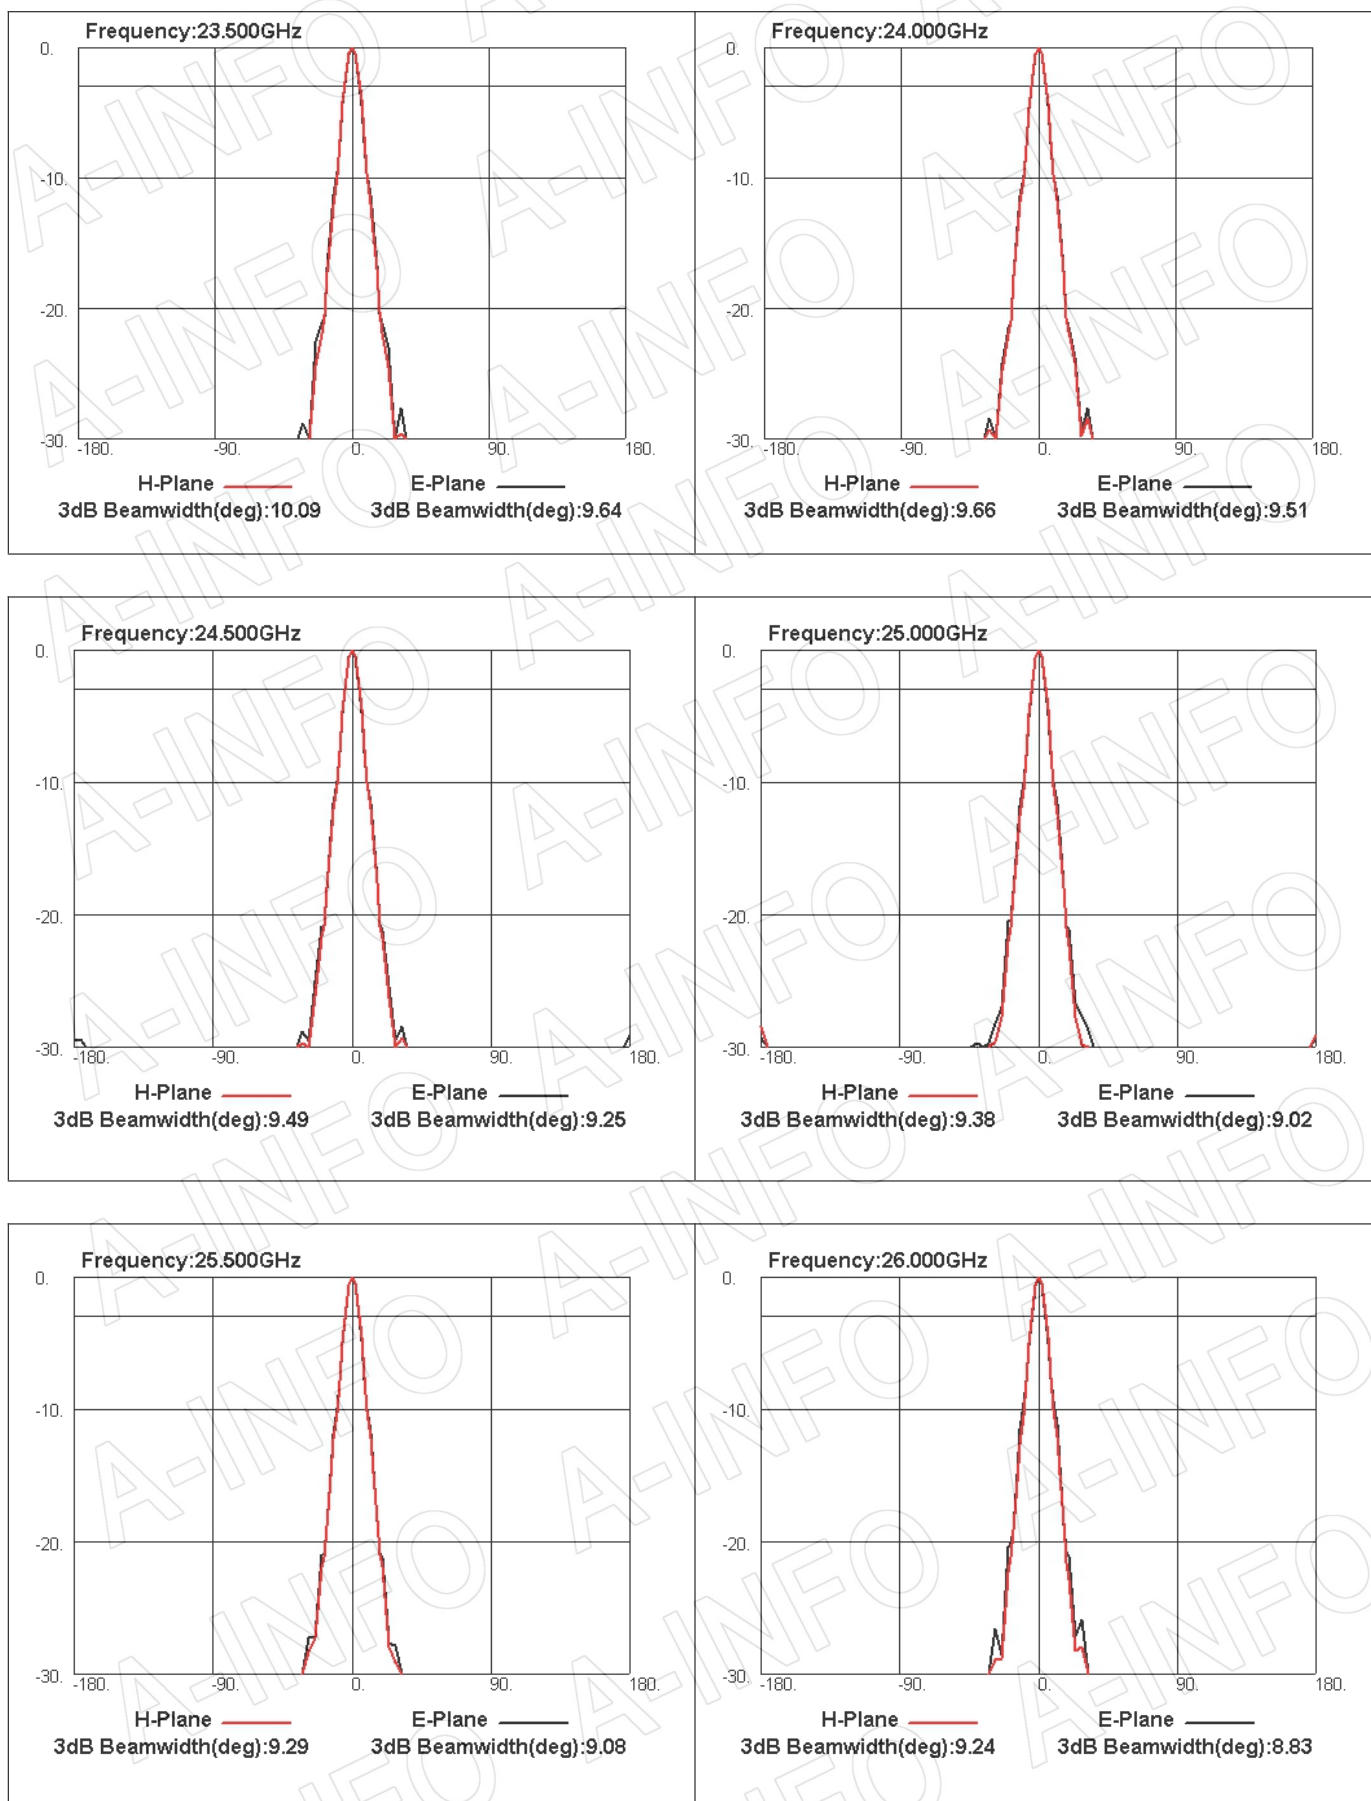 Frequency:23.500GHz
0.
-10.
-20.
-30.
-180. -90. 0. 90. 180.
H-Plane E-Plane
3dB Beamwidth(deg):10.09 3dB Beamwidth(deg):9.64
Frequency:24.000GHz
0.
-10.
-20.
-30.
-180. -90. 0. 90. 180.
H-Plane E-Plane
3dB Beamwidth(deg):9.66 3dB Beamwidth(deg):9.51
Frequency:24.500GHz
0.
-10.
-20.
-30.
-180. -90. 0. 90. 180.
H-Plane E-Plane
3dB Beamwidth(deg):9.49 3dB Beamwidth(deg):9.25
Frequency:25.000GHz
0.
-10.
-20.
-30.
-180. -90. 0. 90. 180.
H-Plane E-Plane
3dB Beamwidth(deg):9.38 3dB Beamwidth(deg):9.02
Frequency:25.500GHz
0.
-10.
-20.
-30.
-180. -90. 0. 90. 180.
H-Plane E-Plane
3dB Beamwidth(deg):9.29 3dB Beamwidth(deg):9.08
Frequency:26.000GHz
0.
-10.
-20.
-30.
-180. -90. 0. 90. 180.
H-Plane E-Plane
3dB Beamwidth(deg):9.24 3dB Beamwidth(deg):8.83
A-INFO